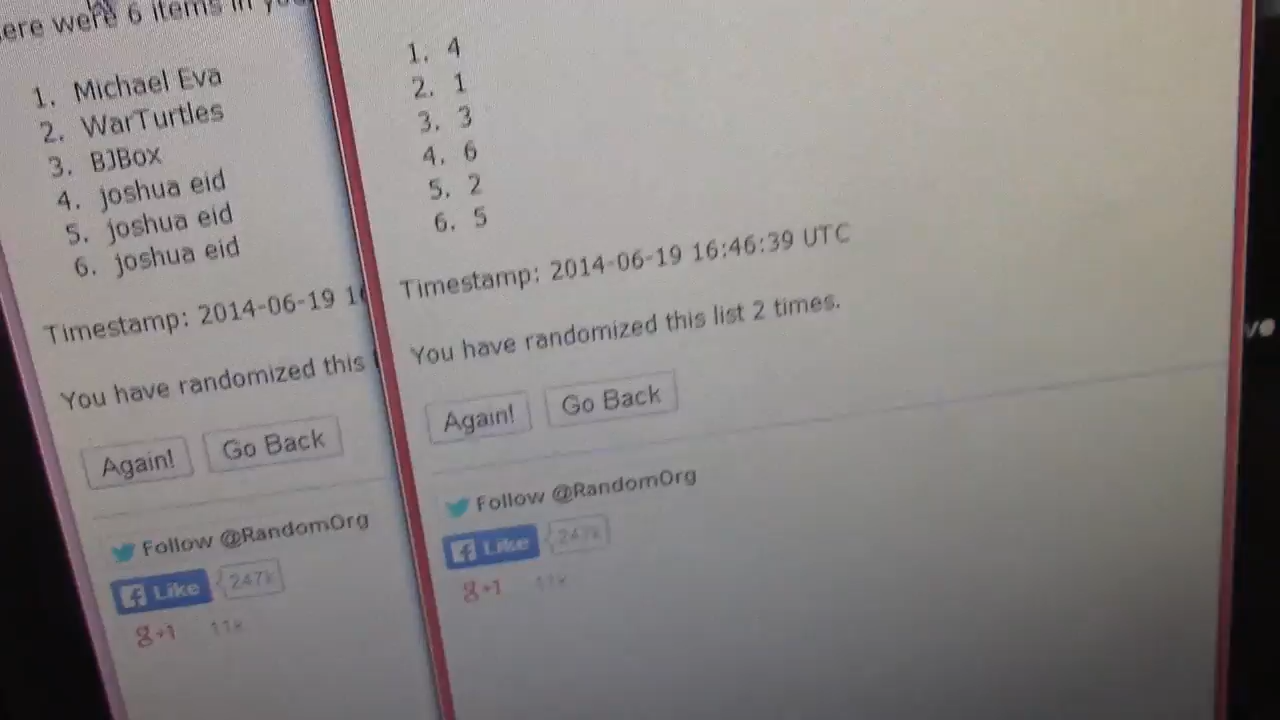 ere were 6 items in
1. Michael Eva
2. WarTurtles
3. BJBox
4. joshua eid
5. joshua eid
6. joshua eid
Timestamp: 2014-06-19
You have randomized this
Again! Go Back
Follow @RandomOrg
Like 247k
g+1 11k
1. 4
2. 1
3. 3
4. 6
5. 2
6. 5
Timestamp: 2014-06-19 16:46:39 UTC
You have randomized this list 2 times.
Again! Go Back
Follow @RandomOrg
Like 247k
g+1 11k